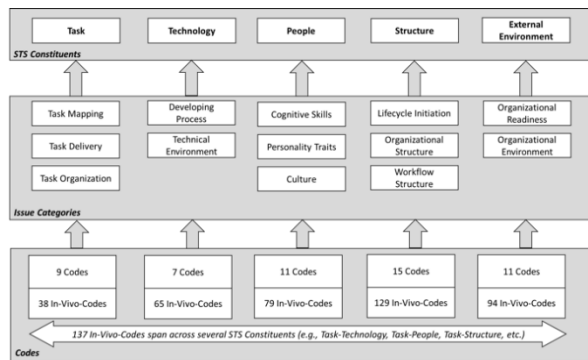 Task
Technology
People
Structure
External
Environment
STS Constituents
Task Mapping
Task Delivery
Task Organization
Developing
Process
Technical
Environment
Cognitive Skills
Personality Traits
Culture
Lifecycle Initiation
Organizational
Structure
Workflow
Structure
Organizational
Readiness
Organizational
Environment
Issue Categories
9 Codes
38 In-Vivo-Codes
7 Codes
65 In-Vivo-Codes
11 Codes
79 In-Vivo-Codes
15 Codes
129 In-Vivo-Codes
11 Codes
94 In-Vivo-Codes
137 In-Vivo-Codes span across several STS Constituents (e.g., Task-Technology, Task-People, Task-Structure, etc.)
Codes